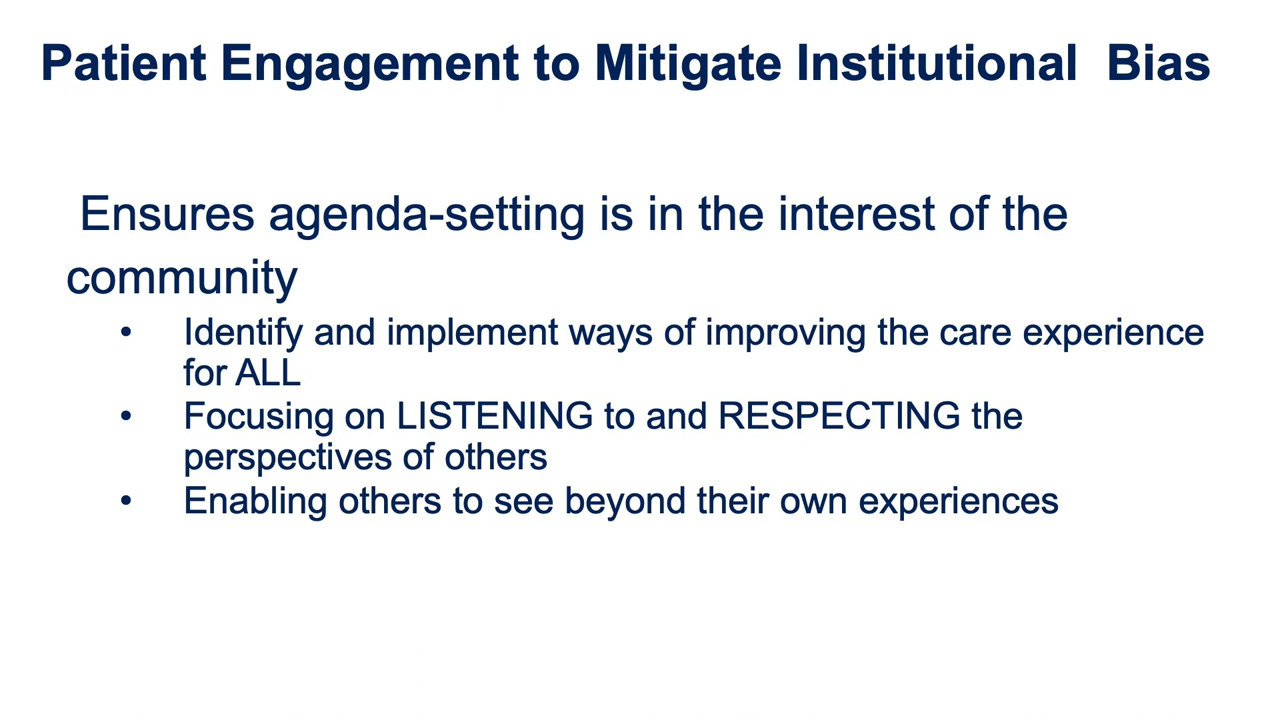 Patient Engagement to Mitigate Institutional  Bias
Ensures agenda-setting is in the interest of the
community
• Identify and implement ways of improving the care experience
for ALL
• Focusing on LISTENING to and RESPECTING the
perspectives of others
• Enabling others to see beyond their own experiences